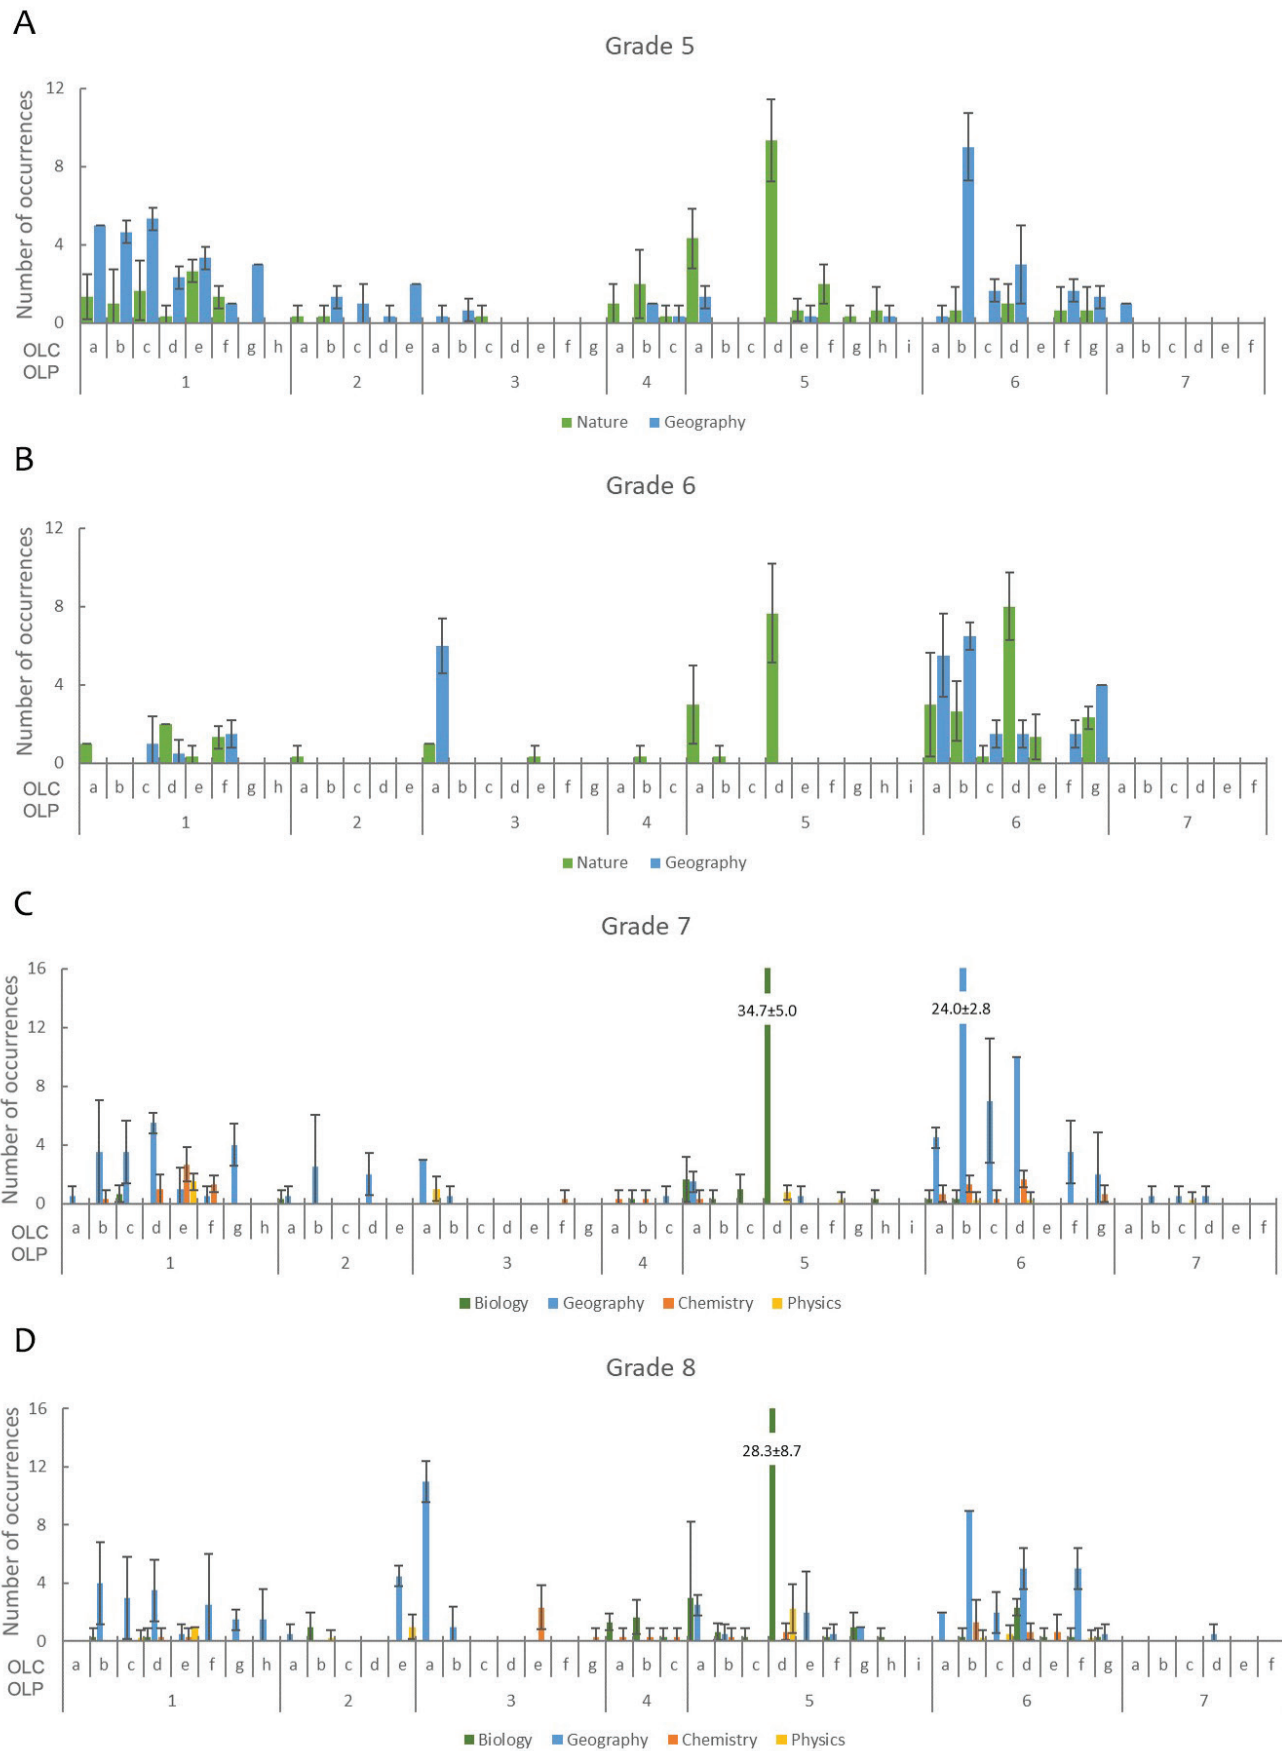 A
Grade 5
Number of occurrences
12
8
4
0
OLC a b c d e f g h a b c d e a b c d e f g a b c a b c d e f g h i a b c d e f g a b c d e f
OLP 1 2 3 4 5 6 7
Nature Geography
B
Grade 6
Number of occurrences
12
8
4
0
OLC a b c d e f g h a b c d e a b c d e f g a b c a b c d e f g h i a b c d e f g a b c d e f
OLP 1 2 3 4 5 6 7
Nature Geography
C
Grade 7
Number of occurrences
16
34.7±5.0 24.0±2.8
12
8
4
0
OLC a b c d e f g h a b c d e a b c d e f g a b c a b c d e f g h i a b c d e f g a b c d e f
OLP 1 2 3 4 5 6 7
Biology Geography Chemistry Physics
D
Grade 8
Number of occurrences
16
28.3±8.7
12
8
4
0
OLC a b c d e f g h a b c d e a b c d e f g a b c a b c d e f g h i a b c d e f g a b c d e f
OLP 1 2 3 4 5 6 7
Biology Geography Chemistry Physics